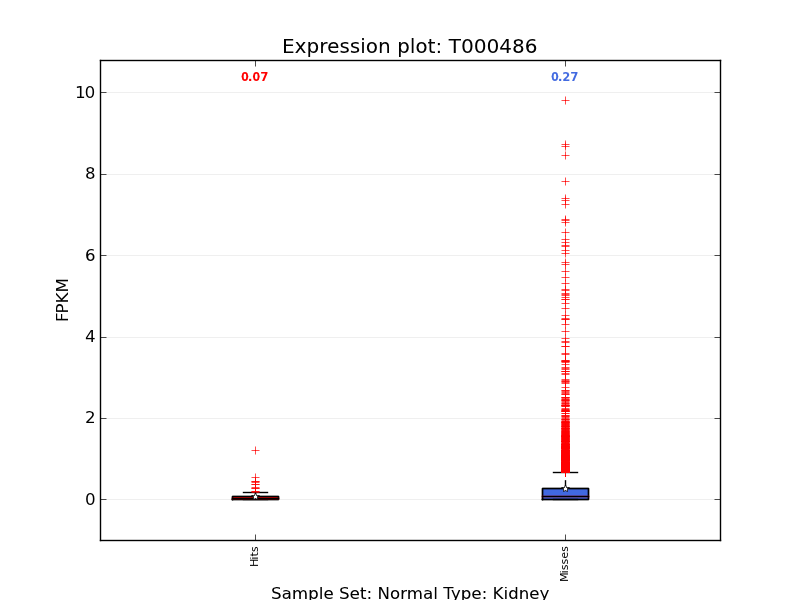 Expression plot: T000486
0.07
0.27
10
8
6
4
2
0
FPKM
Hits
Misses
Sample Set: Normal Type: Kidney